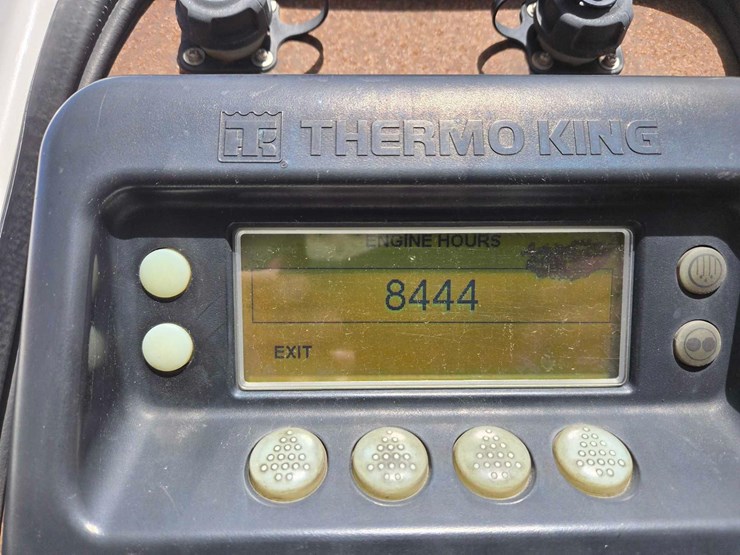 THERMO KING
ENGINE HOURS
8444
EXIT